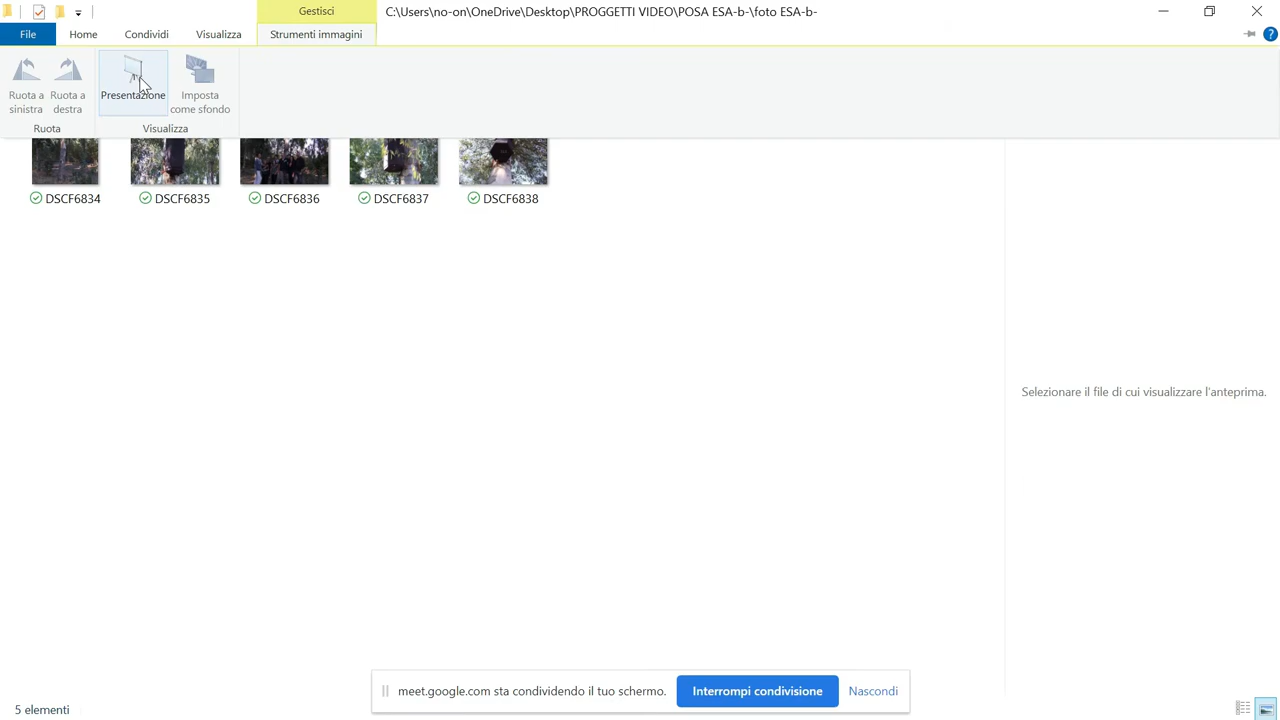 Gestisci
C:\Users\no-on\OneDrive\Desktop\PROGGETTI VIDEO\POSA ESA-b-\foto ESA-b-
File Home Condividi Visualizza Strumenti immagini
?
Ruota a sinistra
Ruota a destra
Presentazione
Imposta come sfondo
Ruota
Visualizza
DSCF6834 DSCF6835 DSCF6836 DSCF6837 DSCF6838
Selezionare il file di cui visualizzare l'anteprima.
meet.google.com sta condividendo il tuo schermo. Interrompi condivisione Nascondi
5 elementi